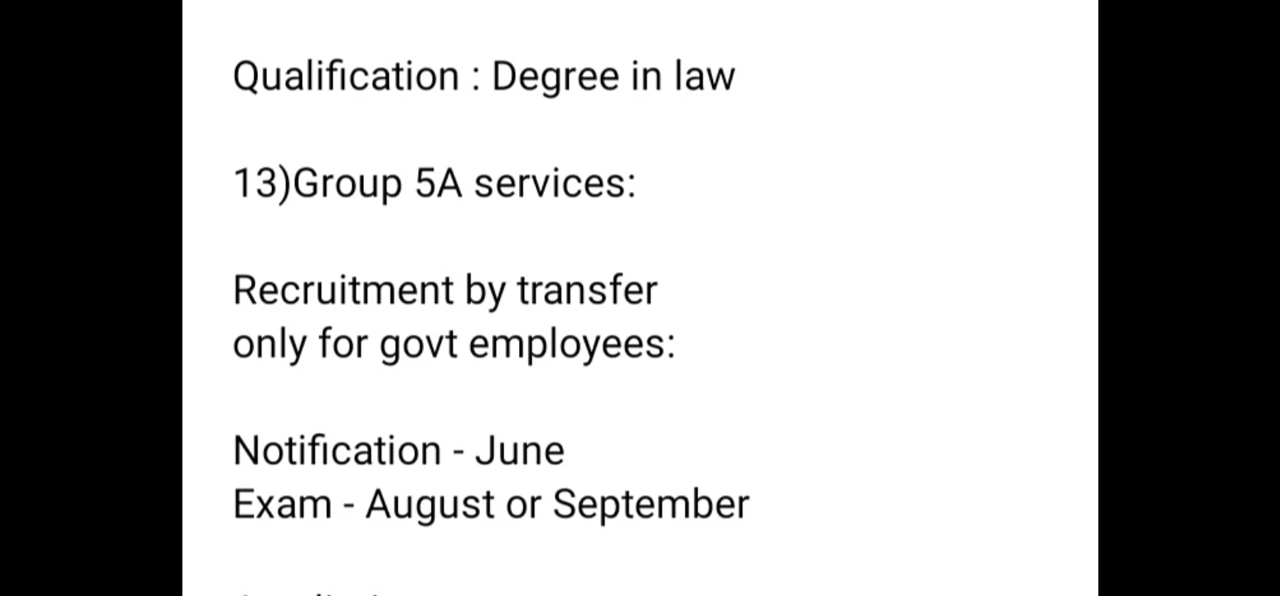 Qualification : Degree in law
13)Group 5A services:
Recruitment by transfer
only for govt employees:
Notification - June
Exam - August or September